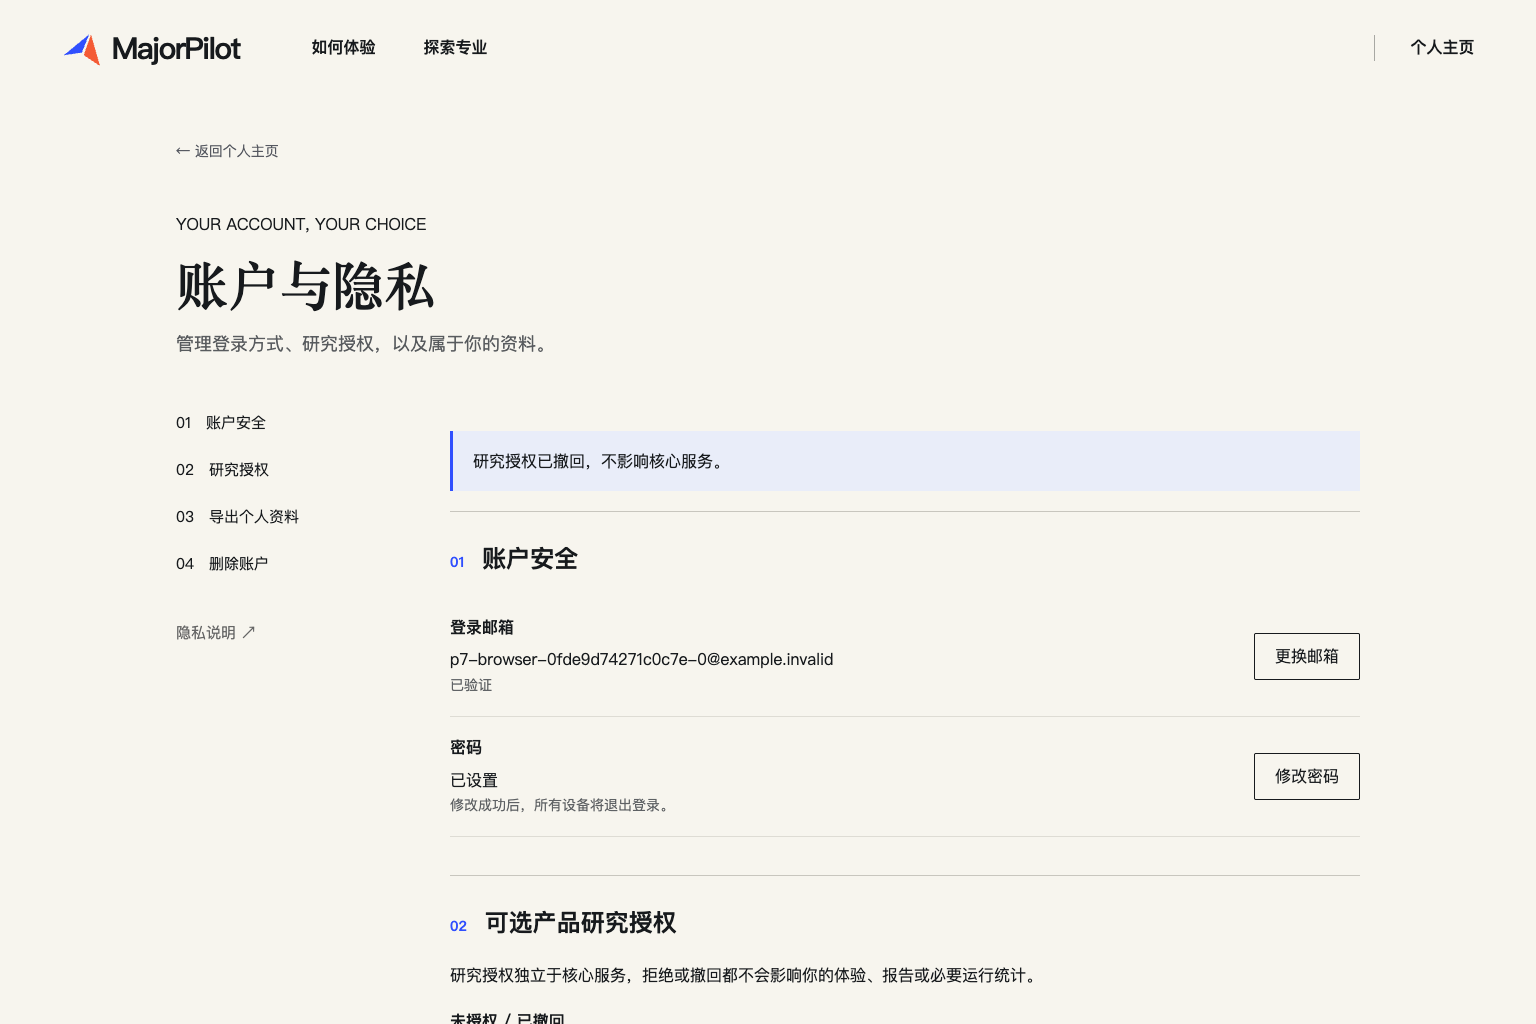 MajorPilot
如何体验
探索专业
个人主页
← 返回个人主页
YOUR ACCOUNT, YOUR CHOICE
账户与隐私
管理登录方式、研究授权，以及属于你的资料。
01 账户安全
02 研究授权
03 导出个人资料
04 删除账户
隐私说明 ↗
研究授权已撤回，不影响核心服务。
01 账户安全
登录邮箱
p7-browser-0fde9d74271c0c7e-0@example.invalid
已验证
更换邮箱
密码
已设置
修改成功后，所有设备将退出登录。
修改密码
02 可选产品研究授权
研究授权独立于核心服务，拒绝或撤回都不会影响你的体验、报告或必要运行统计。
未授权 / 已撤回